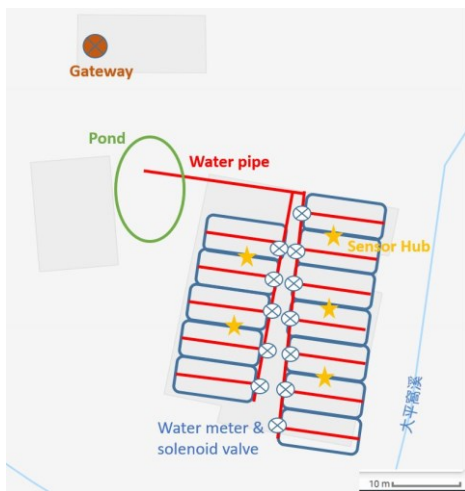 Gateway
Pond
Water pipe
Sensor Hub
Water meter &
solenoid valve
大平窩溪
10 m